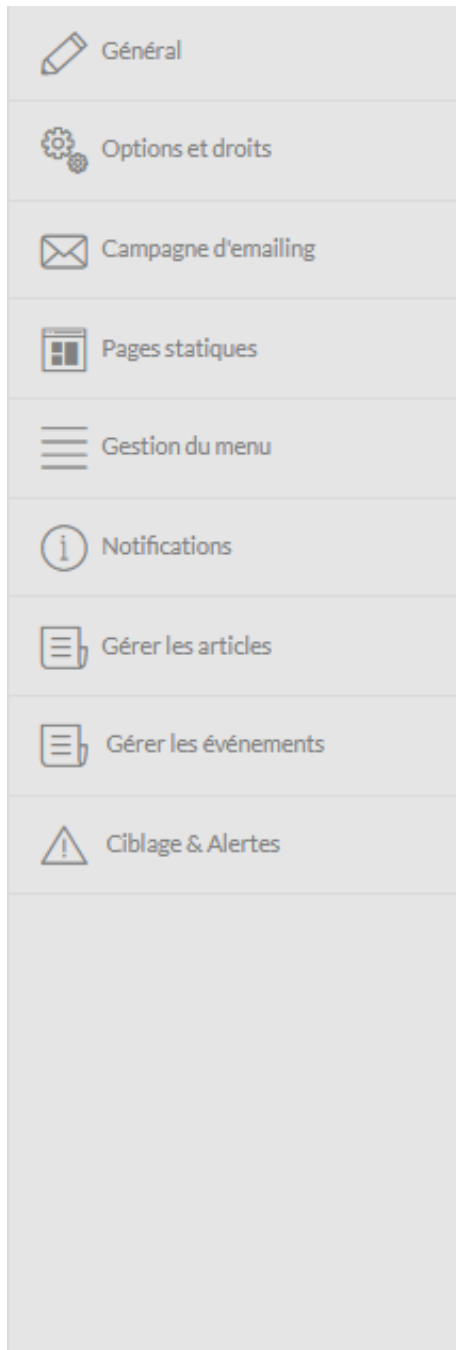 Général
Options et droits
Campagne d'emailing
Pages statiques
Gestion du menu
Notifications
Gérer les articles
Gérer les événements
Ciblage & Alertes